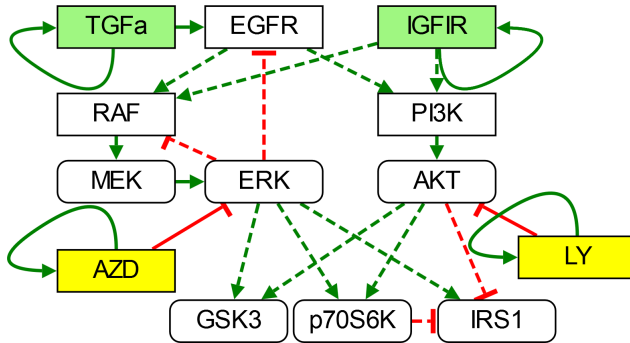 TGFa
EGFR
IGFIR
RAF
PI3K
MEK
ERK
AKT
AZD
LY
GSK3
p70S6K
IRS1